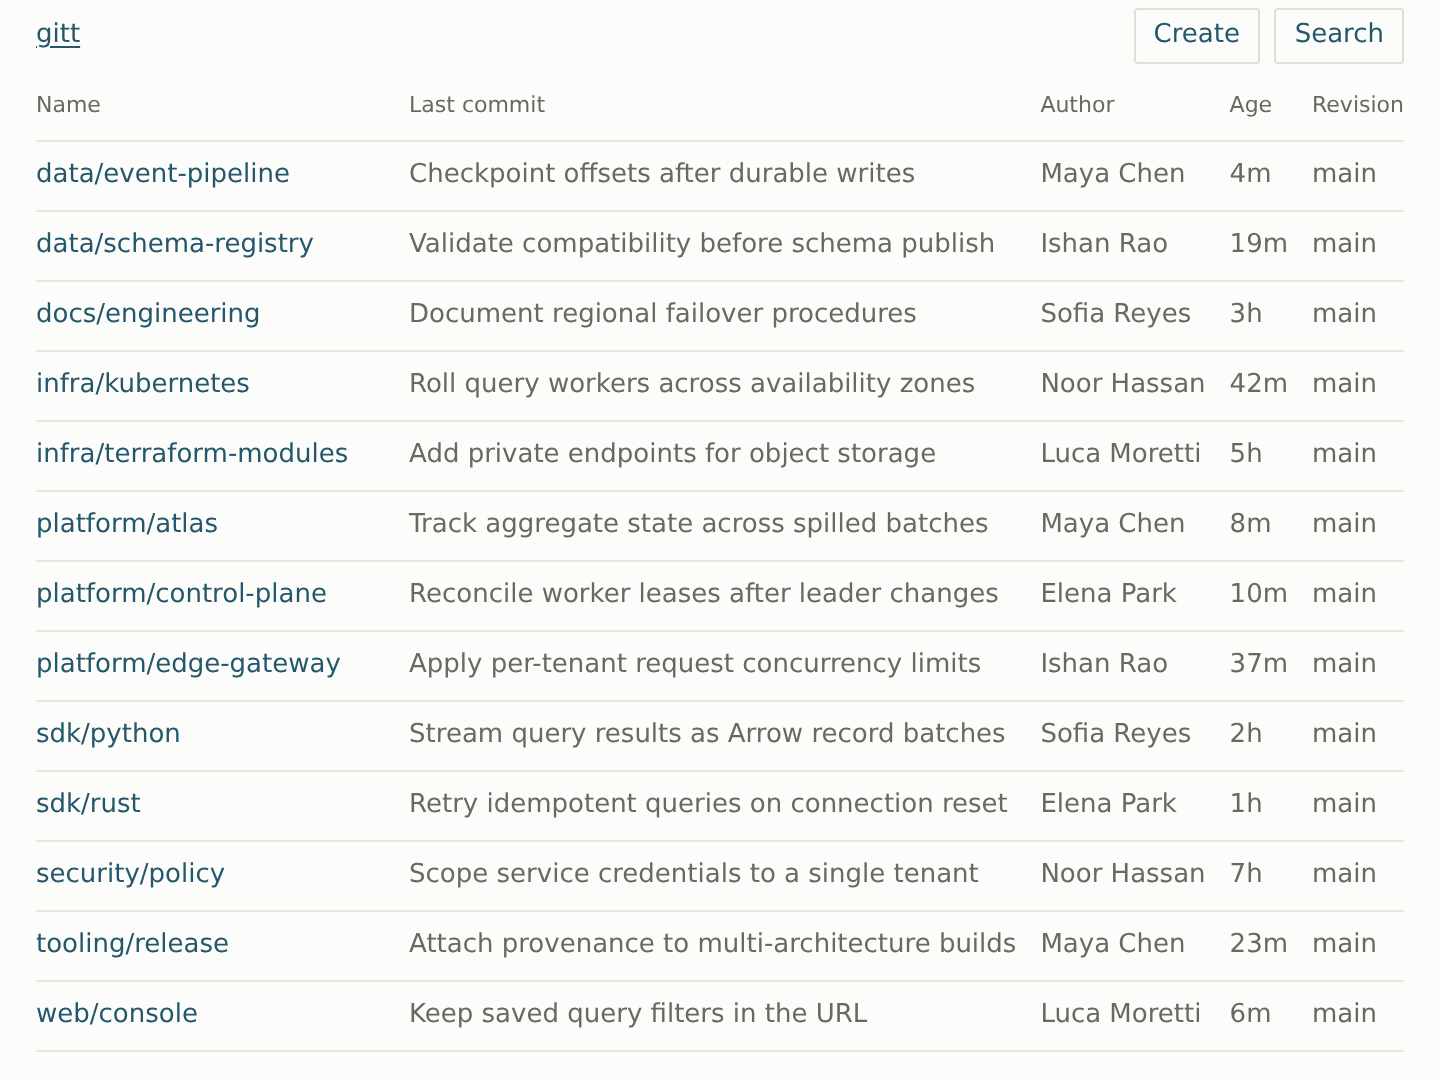 gitt Create Search
Name Last commit Author Age Revision
data/event-pipeline Checkpoint offsets after durable writes Maya Chen 4m main
data/schema-registry Validate compatibility before schema publish Ishan Rao 19m main
docs/engineering Document regional failover procedures Sofia Reyes 3h main
infra/kubernetes Roll query workers across availability zones Noor Hassan 42m main
infra/terraform-modules Add private endpoints for object storage Luca Moretti 5h main
platform/atlas Track aggregate state across spilled batches Maya Chen 8m main
platform/control-plane Reconcile worker leases after leader changes Elena Park 10m main
platform/edge-gateway Apply per-tenant request concurrency limits Ishan Rao 37m main
sdk/python Stream query results as Arrow record batches Sofia Reyes 2h main
sdk/rust Retry idempotent queries on connection reset Elena Park 1h main
security/policy Scope service credentials to a single tenant Noor Hassan 7h main
tooling/release Attach provenance to multi-architecture builds Maya Chen 23m main
web/console Keep saved query filters in the URL Luca Moretti 6m main